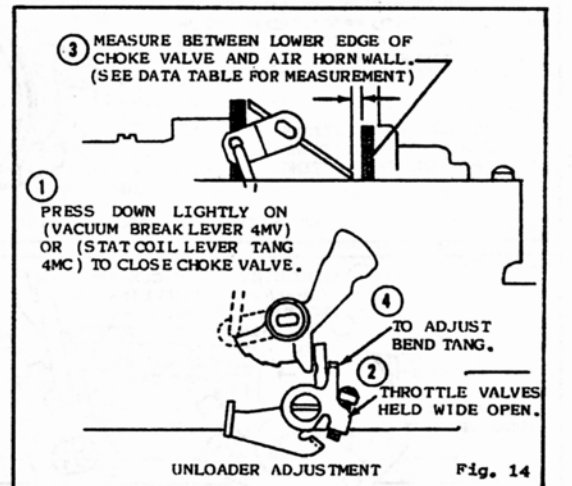 3 MEASURE BETWEEN LOWER EDGE OF
CHOKE VALVE AND AIR HORN WALL.
(SEE DATA TABLE FOR MEASUREMENT)
1
PRESS DOWN LIGHTLY ON
(VACUUM BREAK LEVER 4MV)
OR (STAT COIL LEVER TANG
4MC) TO CLOSE CHOKE VALVE.
4
TO ADJUST
BEND TANG.
2
THROTTLE VALVES
HELD WIDE OPEN.
UNLOADER ADJUSTMENT Fig. 14